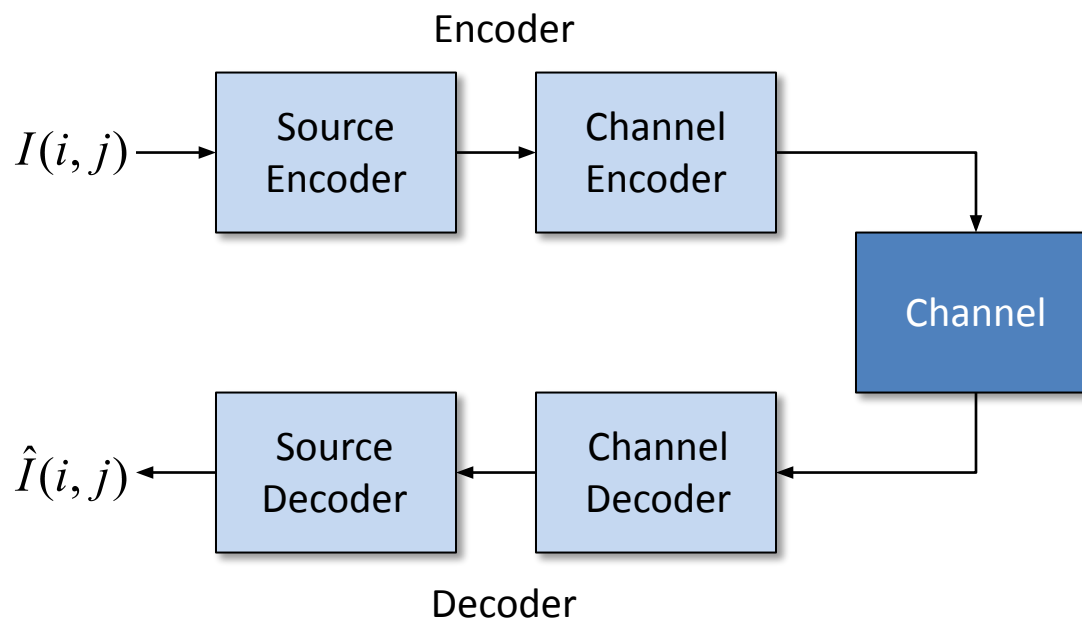 Encoder
I(i, j)
Source
Encoder
Channel
Encoder
Channel
Î(i, j)
Source
Decoder
Channel
Decoder
Decoder